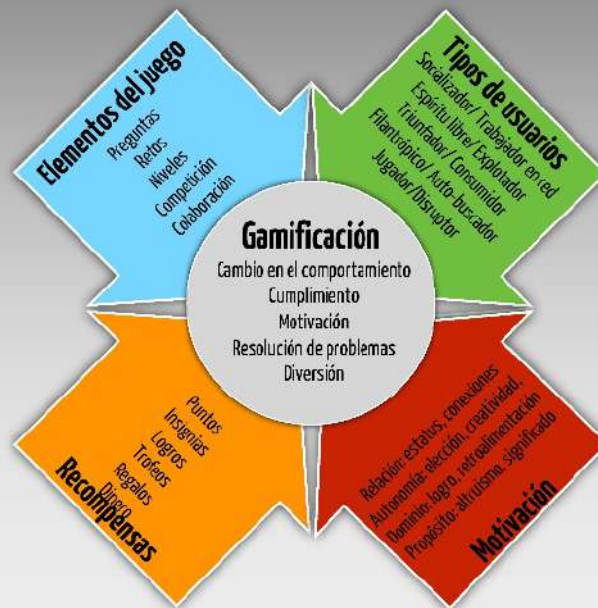 Elementos del juego
Preguntas
Retos
Niveles
Competición
Colaboración
Tipos de usuarios
Socializador/ Trabajador en red
Espíritu libre/ Explotador
Triunfador/ Consumidor
Filantrópico/ Auto-buscador
Jugador/Disruptor
Gamificación
Cambio en el comportamiento
Cumplimiento
Motivación
Resolución de problemas
Diversión
Puntos
Insignias
Logros
Trofeos
Regalos
Dinero
Recompensas
Relación: estatus, conexiones
Autonomía: elección, creatividad,
Dominio: logro, retroalimentación
Propósito: altruismo, significado
Motivación